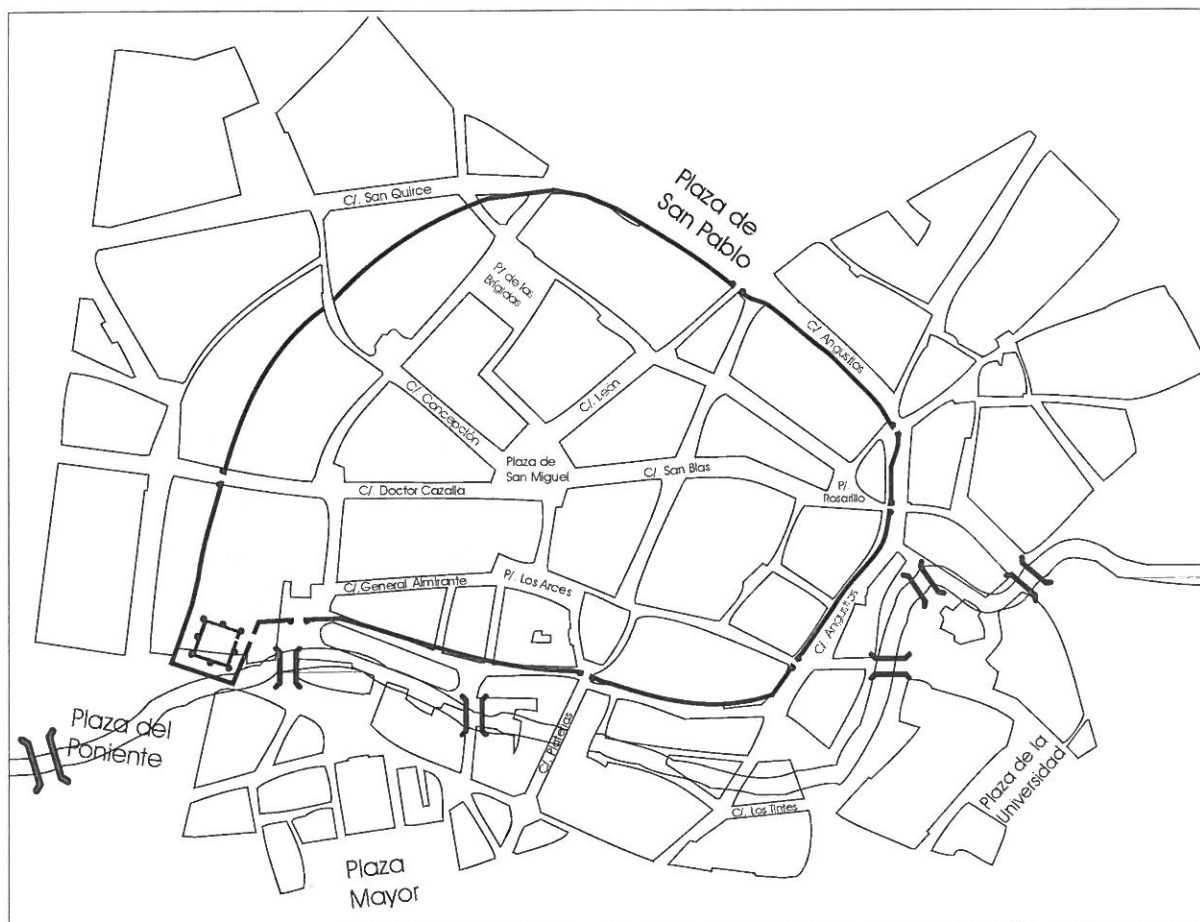 C/. San Quirce
Plaza de
San Pablo
P/. de las
Brígidas
C/ Angustias
C/. León
C/. Concepción
Plaza de
San Miguel
C/. San Blas
P/.
Rosarillo
C/. Doctor Cazalla
C/. General Almirante
P/. Los Arces
C/. Angustias
Plaza del
Poniente
C/. Platerías
Plaza de la
Universidad
C/. Los Tintes
Plaza
Mayor